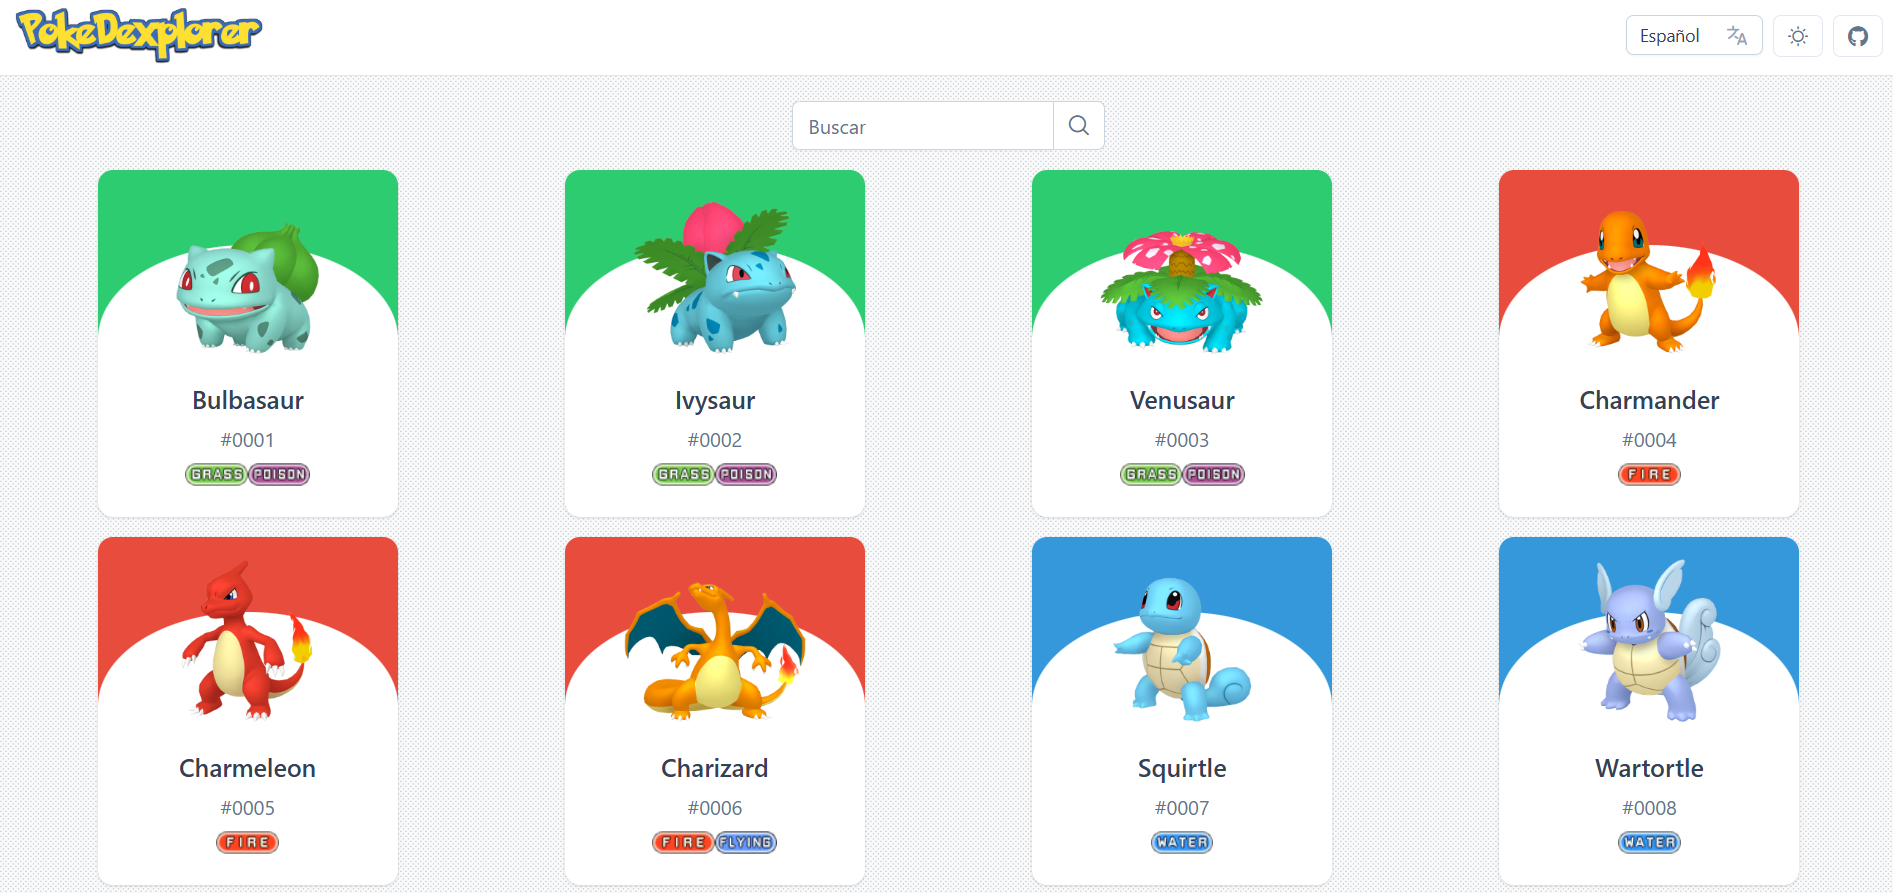 PokeDexplorer
Español
Buscar
Bulbasaur
#0001
GRASS POISON
Ivysaur
#0002
GRASS POISON
Venusaur
#0003
GRASS POISON
Charmander
#0004
FIRE
Charmeleon
#0005
FIRE
Charizard
#0006
FIRE FLYING
Squirtle
#0007
WATER
Wartortle
#0008
WATER